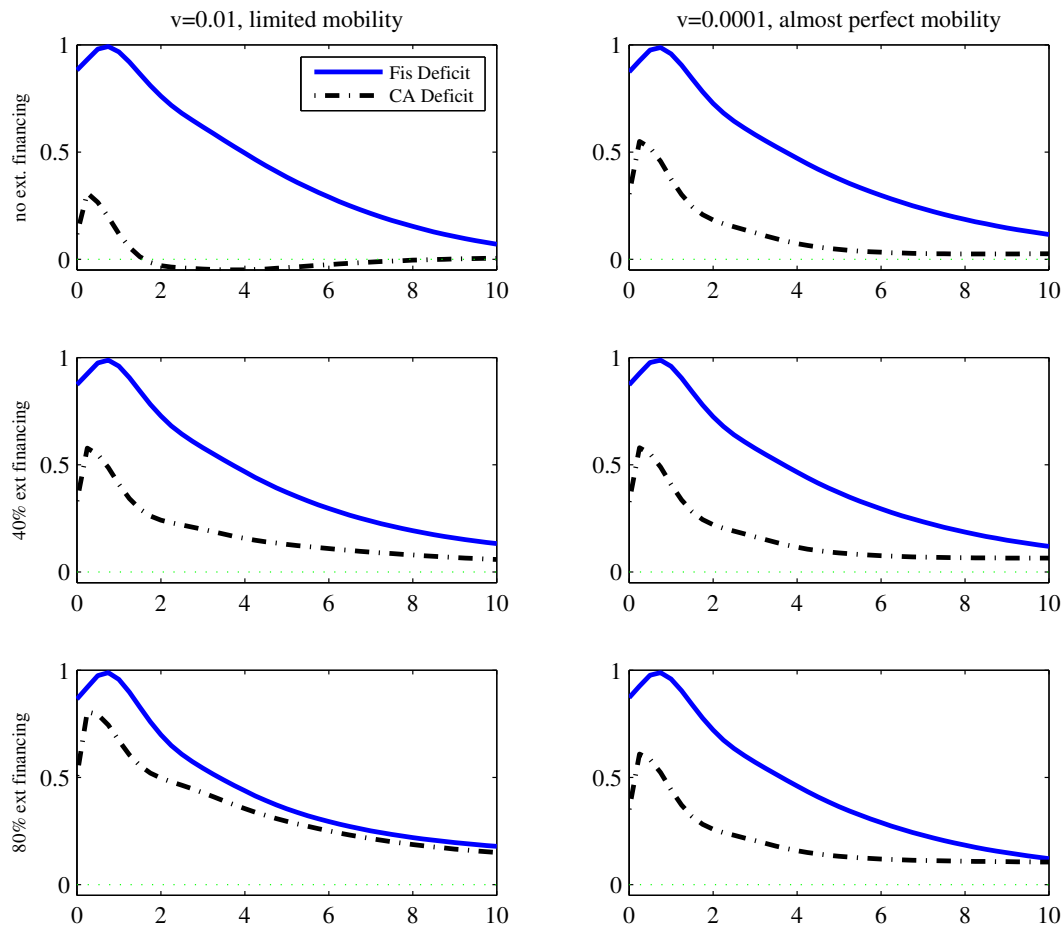 v=0.01, limited mobility
v=0.0001, almost perfect mobility
no ext. financing
1
0.5
0
0 2 4 6 8 10
Fis Deficit
CA Deficit
1
0.5
0
0 2 4 6 8 10
40% ext financing
1
0.5
0
0 2 4 6 8 10
1
0.5
0
0 2 4 6 8 10
80% ext financing
1
0.5
0
0 2 4 6 8 10
1
0.5
0
0 2 4 6 8 10